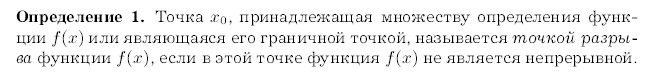 Определение 1. Точка x₀, принадлежащая множеству определения функ-
ции f(x) или являющаяся его граничной точкой, называется точкой разры-
ва функции f(x), если в этой точке функция f(x) не является непрерывной.